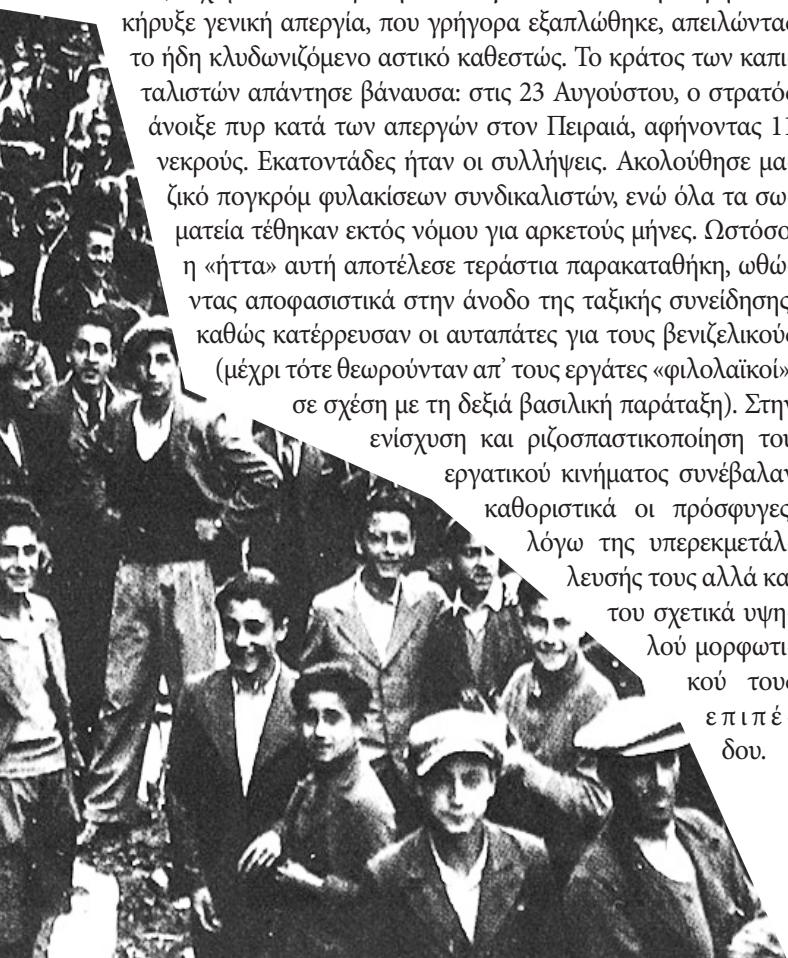 κήρυξε γενική απεργία, που γρήγορα εξαπλώθηκε, απειλώντας
το ήδη κλυδωνιζόμενο αστικό καθεστώς. Το κράτος των καπι
ταλιστών απάντησε βάναυσα: στις 23 Αυγούστου, ο στρατός
άνοιξε πυρ κατά των απεργών στον Πειραιά, αφήνοντας 11
νεκρούς. Εκατοντάδες ήταν οι συλλήψεις. Ακολούθησε μα
ζικό πογκρόμ φυλακίσεων συνδικαλιστών, ενώ όλα τα σω
ματεία τέθηκαν εκτός νόμου για αρκετούς μήνες. Ωστόσο
η «ήττα» αυτή αποτέλεσε τεράστια παρακαταθήκη, ωθώ
ντας αποφασιστικά στην άνοδο της ταξικής συνείδησης
καθώς κατέρρευσαν οι αυταπάτες για τους βενιζελικούς
(μέχρι τότε θεωρούνταν απ’ τους εργάτες «φιλολαϊκοί»
σε σχέση με τη δεξιά βασιλική παράταξη). Στην
ενίσχυση και ριζοσπαστικοποίηση του
εργατικού κινήματος συνέβαλαν
καθοριστικά οι πρόσφυγες
λόγω της υπερεκμετάλ
λευσής τους αλλά κα
του σχετικά υψη
λού μορφωτι
κού τους
επιπέ-
δου.